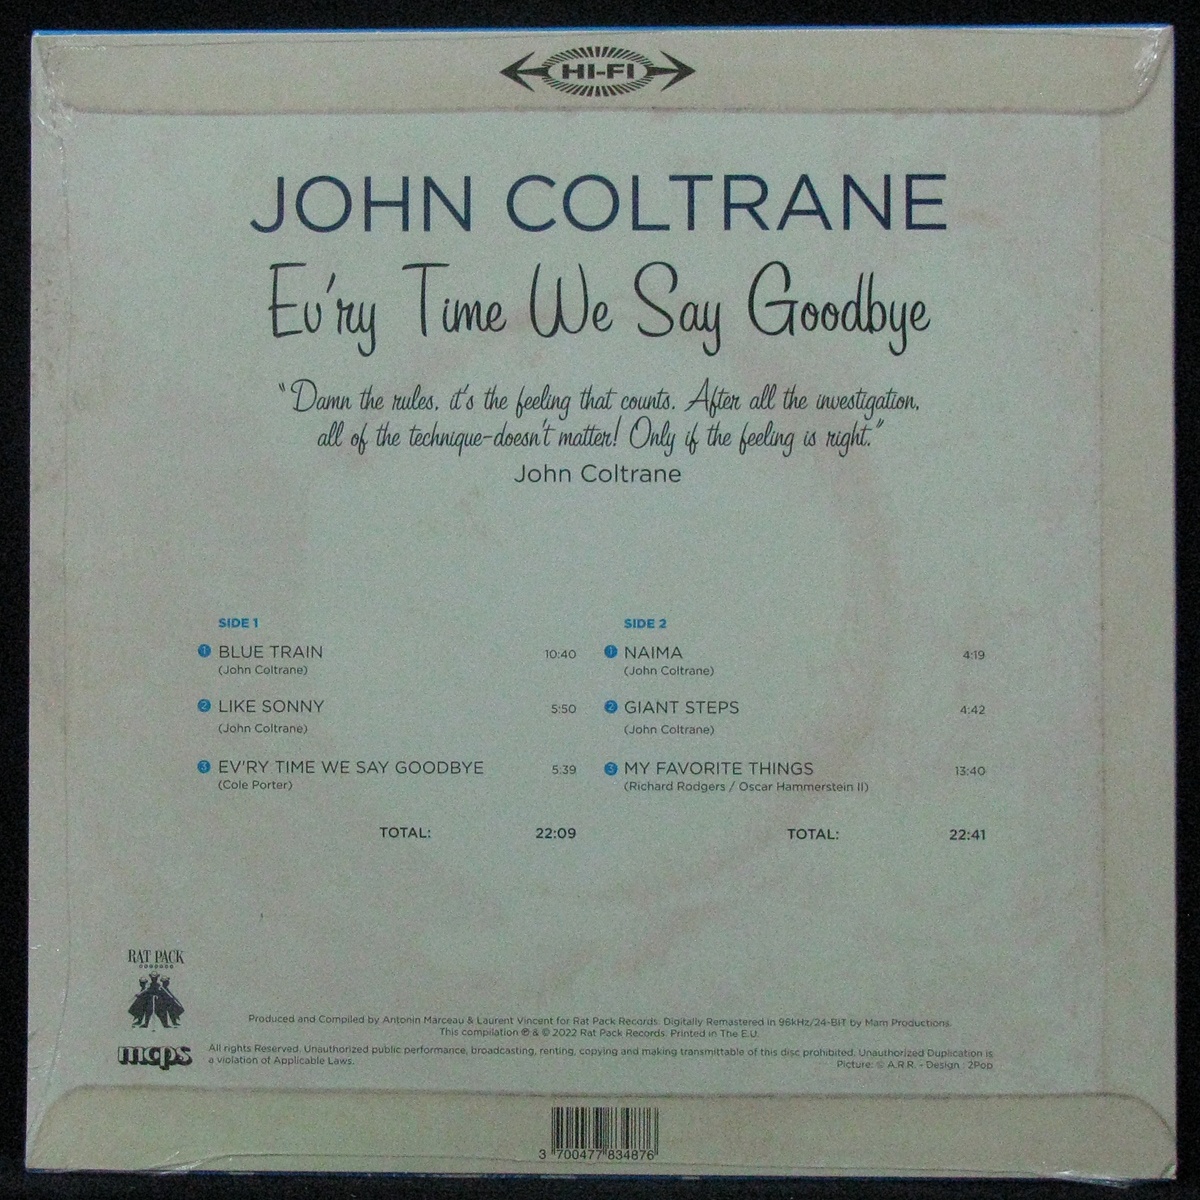 HI-FI
JOHN COLTRANE
Ev'ry Time We Say Goodbye
"Damn the rules, it's the feeling that counts. After all the investigation,
all of the technique-doesn't matter! Only if the feeling is right."
John Coltrane
SIDE 1
1 BLUE TRAIN 10:40
(John Coltrane)
2 LIKE SONNY 5:50
(John Coltrane)
3 EV'RY TIME WE SAY GOODBYE 5:39
(Cole Porter)
TOTAL: 22:09
SIDE 2
1 NAIMA 4:19
(John Coltrane)
2 GIANT STEPS 4:42
(John Coltrane)
3 MY FAVORITE THINGS 13:40
(Richard Rodgers / Oscar Hammerstein II)
TOTAL: 22:41
RAT PACK
Produced and Compiled by Antonin Marceau & Laurent Vincent for Rat Pack Records. Digitally Remastered in 96kHz/24-BIT by Mam Productions.
This compilation ℗ & © 2022 Rat Pack Records. Printed in The E.U.
mcps
All rights Reserved. Unauthorized public performance, broadcasting, renting, copying and making transmittable of this disc prohibited. Unauthorized Duplication is
a violation of Applicable Laws.
Picture: © A.R.R. - Design : 2Pop
3 700477 834876